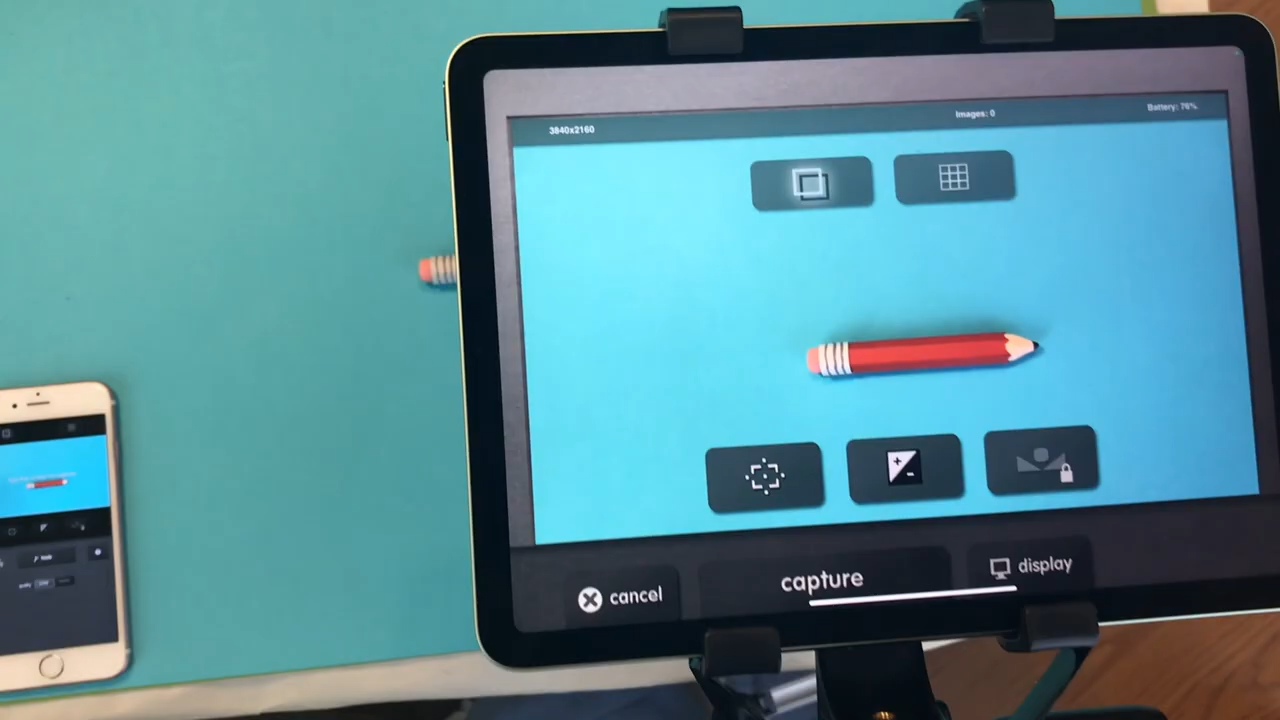 3840x2160
Images: 0
Battery: 76%
cancel
capture
display